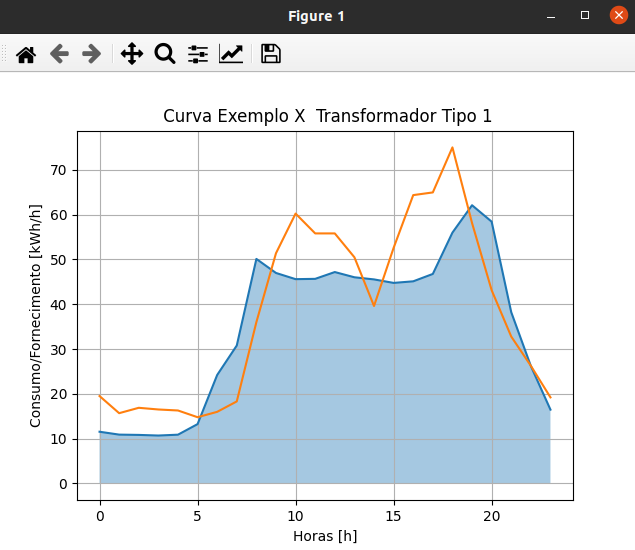 Figure 1
Curva Exemplo X  Transformador Tipo 1
Consumo/Fornecimento [kWh/h]
70
60
50
40
30
20
10
0
0 5 10 15 20
Horas [h]